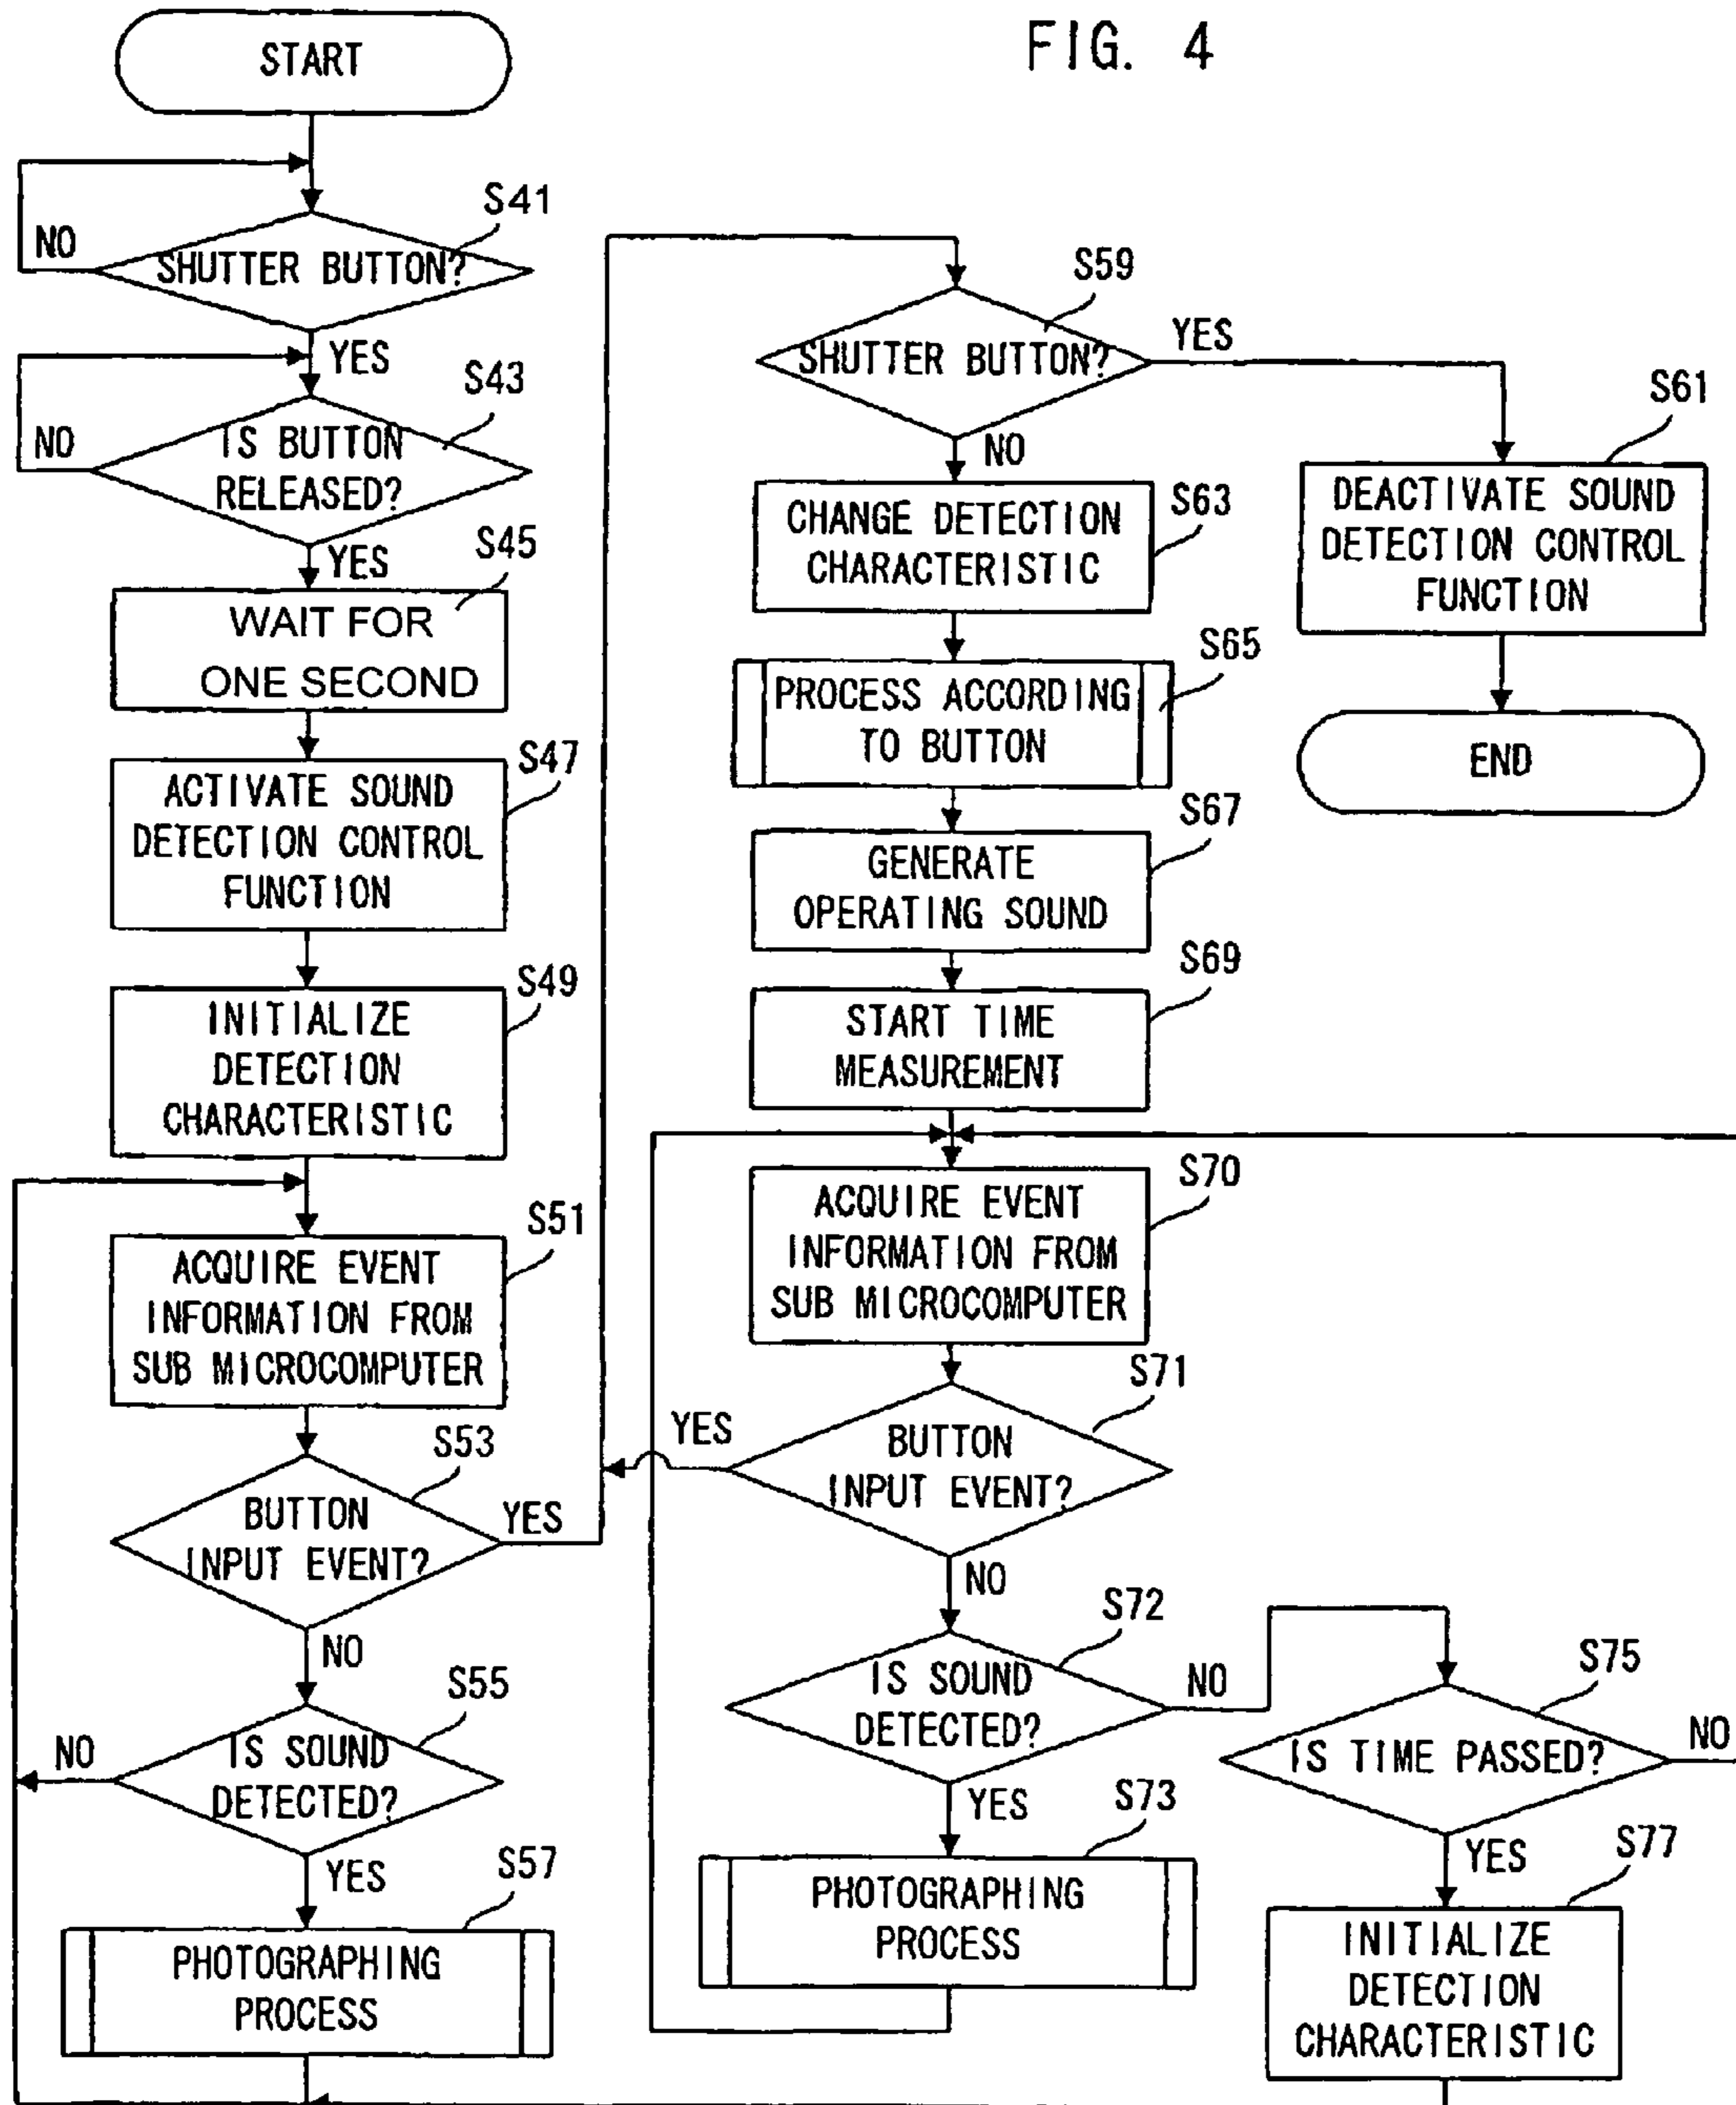 FIG. 4
START
S41
SHUTTER BUTTON?
NO
YES
S43
IS BUTTON
RELEASED?
NO
YES
S45
WAIT FOR
ONE SECOND
S47
ACTIVATE SOUND
DETECTION CONTROL
FUNCTION
S49
INITIALIZE
DETECTION
CHARACTERISTIC
S51
ACQUIRE EVENT
INFORMATION FROM
SUB MICROCOMPUTER
S53
BUTTON
INPUT EVENT?
YES
NO
S55
IS SOUND
DETECTED?
NO
YES
S57
PHOTOGRAPHING
PROCESS
S59
SHUTTER BUTTON?
YES
NO
S61
DEACTIVATE SOUND
DETECTION CONTROL
FUNCTION
END
S63
CHANGE DETECTION
CHARACTERISTIC
S65
PROCESS ACCORDING
TO BUTTON
S67
GENERATE
OPERATING SOUND
S69
START TIME
MEASUREMENT
S70
ACQUIRE EVENT
INFORMATION FROM
SUB MICROCOMPUTER
S71
BUTTON
INPUT EVENT?
YES
NO
S72
IS SOUND
DETECTED?
NO
YES
S73
PHOTOGRAPHING
PROCESS
S75
IS TIME PASSED?
NO
YES
S77
INITIALIZE
DETECTION
CHARACTERISTIC